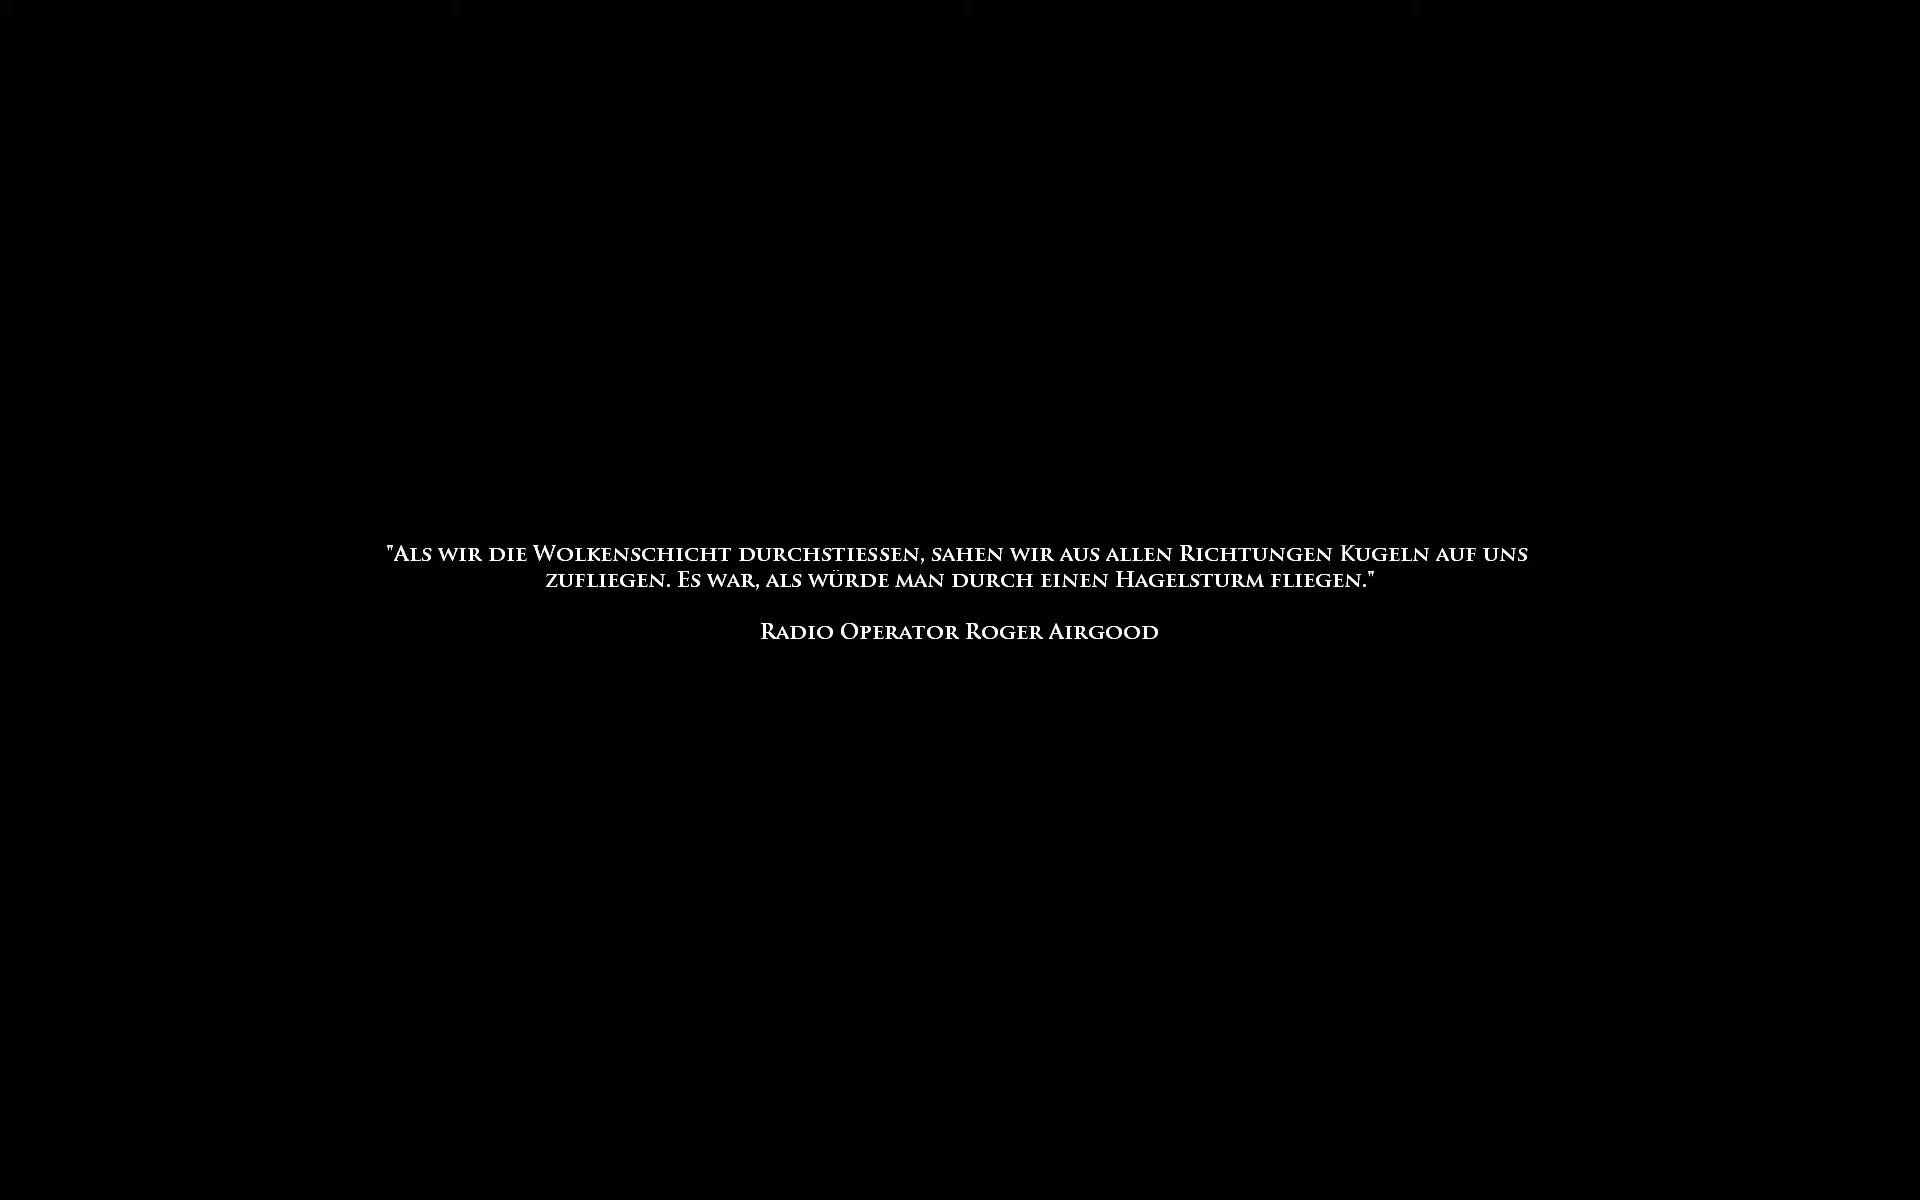 "Als wir die Wolkenschicht durchstiessen, sahen wir aus allen Richtungen Kugeln auf uns
zufliegen. Es war, als würde man durch einen Hagelsturm fliegen."
Radio Operator Roger Airgood